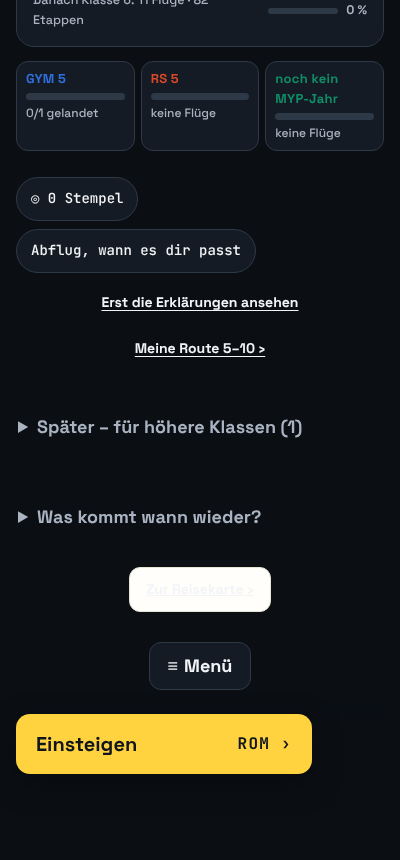 Danach Klasse 6: 11 Flüge · 82
Etappen
0 %
GYM 5
0/1 gelandet
RS 5
keine Flüge
noch kein
MYP-Jahr
keine Flüge
◎ 0 Stempel
Abflug, wann es dir passt
Erst die Erklärungen ansehen
Meine Route 5–10 >
▶ Später – für höhere Klassen (1)
▶ Was kommt wann wieder?
Zur Reisekarte >
≡ Menü
Einsteigen ROM ›